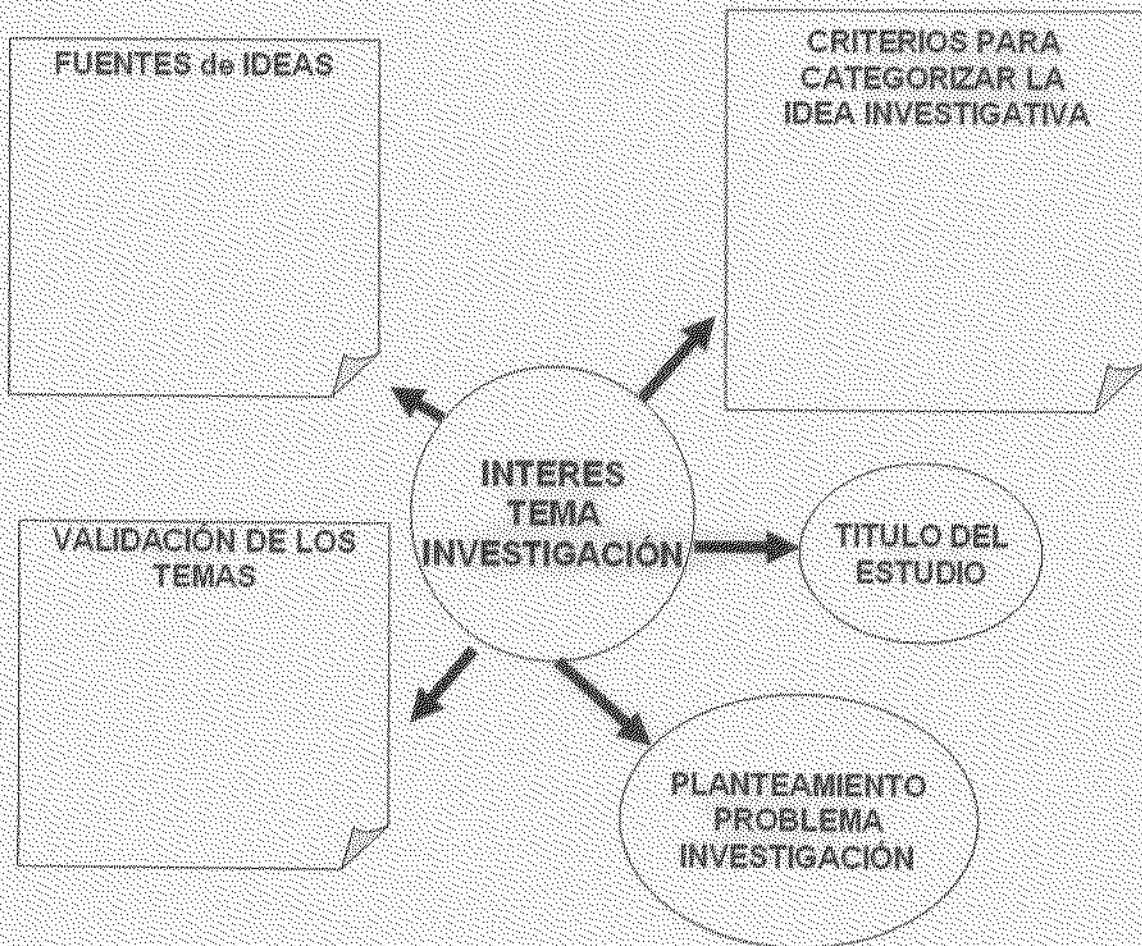 FUENTES de IDEAS
CRITERIOS PARA
CATEGORIZAR LA
IDEA INVESTIGATIVA
INTERES
TEMA
INVESTIGACIÓN
TITULO DEL
ESTUDIO
VALIDACIÓN DE LOS
TEMAS
PLANTEAMIENTO
PROBLEMA
INVESTIGACIÓN